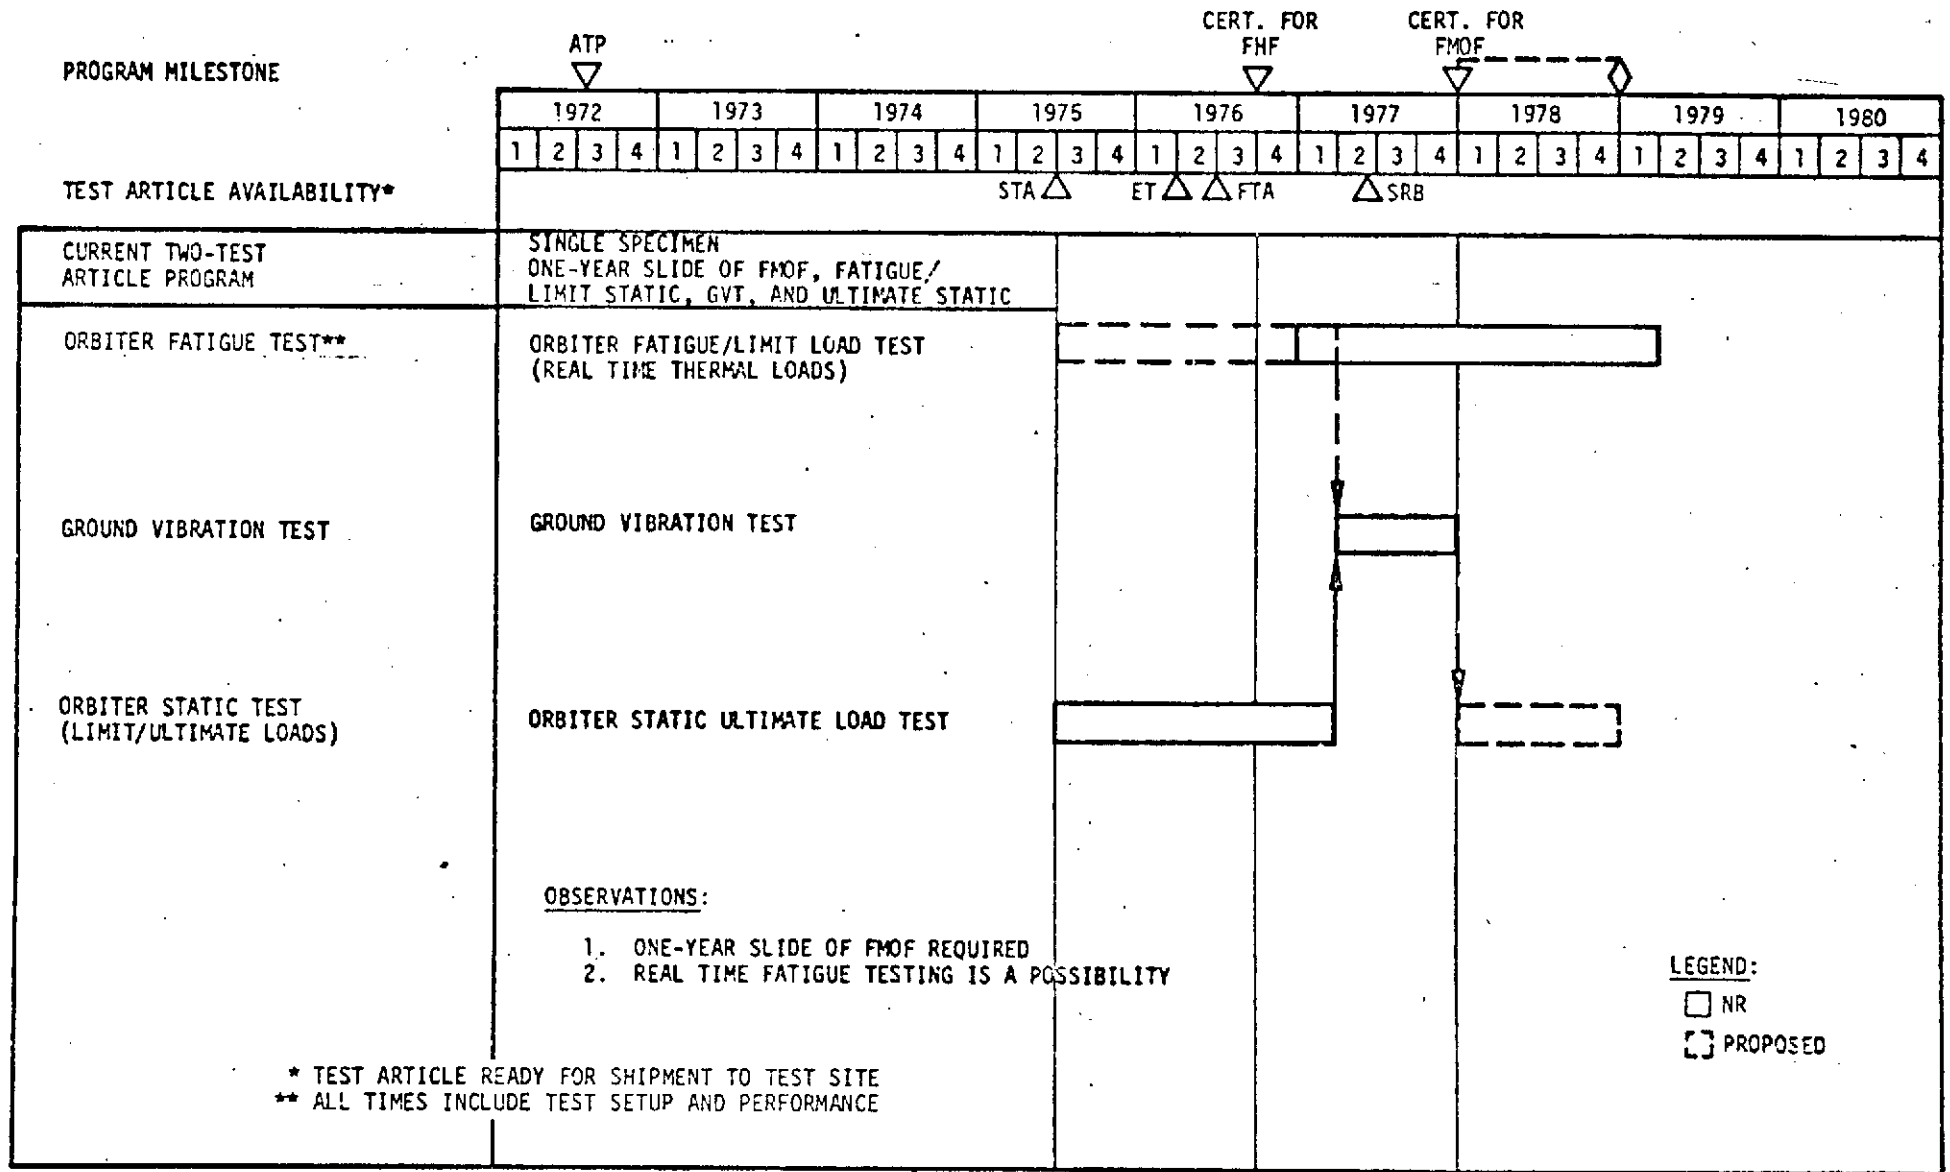 CERT. FOR CERT. FOR
ATP FHF FMOF
PROGRAM MILESTONE
1972 1973 1974 1975 1976 1977 1978 1979 1980
1 2 3 4 1 2 3 4 1 2 3 4 1 2 3 4 1 2 3 4 1 2 3 4 1 2 3 4 1 2 3 4 1 2 3 4
TEST ARTICLE AVAILABILITY* STA ET FTA SRB
CURRENT TWO-TEST
ARTICLE PROGRAM
SINGLE SPECIMEN
ONE-YEAR SLIDE OF FMOF, FATIGUE/
LIMIT STATIC, GVT, AND ULTIMATE STATIC
ORBITER FATIGUE TEST**
ORBITER FATIGUE/LIMIT LOAD TEST
(REAL TIME THERMAL LOADS)
GROUND VIBRATION TEST
GROUND VIBRATION TEST
ORBITER STATIC TEST
(LIMIT/ULTIMATE LOADS)
ORBITER STATIC ULTIMATE LOAD TEST
OBSERVATIONS:
1. ONE-YEAR SLIDE OF FMOF REQUIRED
2. REAL TIME FATIGUE TESTING IS A POSSIBILITY
LEGEND:
NR
PROPOSED
* TEST ARTICLE READY FOR SHIPMENT TO TEST SITE
** ALL TIMES INCLUDE TEST SETUP AND PERFORMANCE